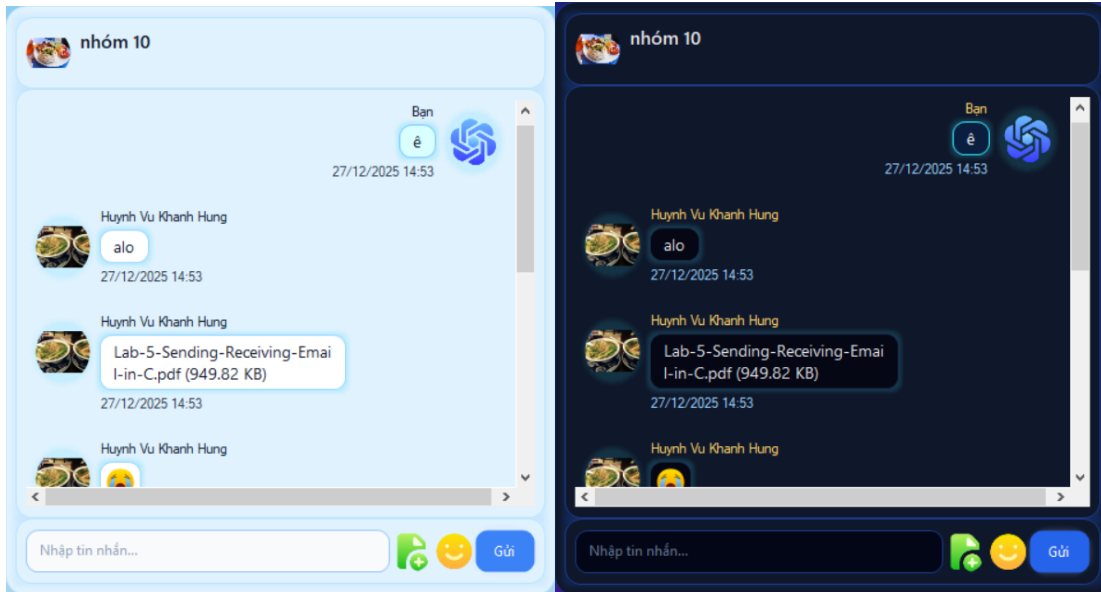 nhóm 10
Bạn
ê
27/12/2025 14:53
Huynh Vu Khanh Hung
alo
27/12/2025 14:53
Huynh Vu Khanh Hung
Lab-5-Sending-Receiving-Emai
l-in-C.pdf (949.82 KB)
27/12/2025 14:53
Huynh Vu Khanh Hung
Nhập tin nhắn...
Gửi
nhóm 10
Bạn
ê
27/12/2025 14:53
Huynh Vu Khanh Hung
alo
27/12/2025 14:53
Huynh Vu Khanh Hung
Lab-5-Sending-Receiving-Emai
l-in-C.pdf (949.82 KB)
27/12/2025 14:53
Huynh Vu Khanh Hung
Nhập tin nhắn...
Gửi